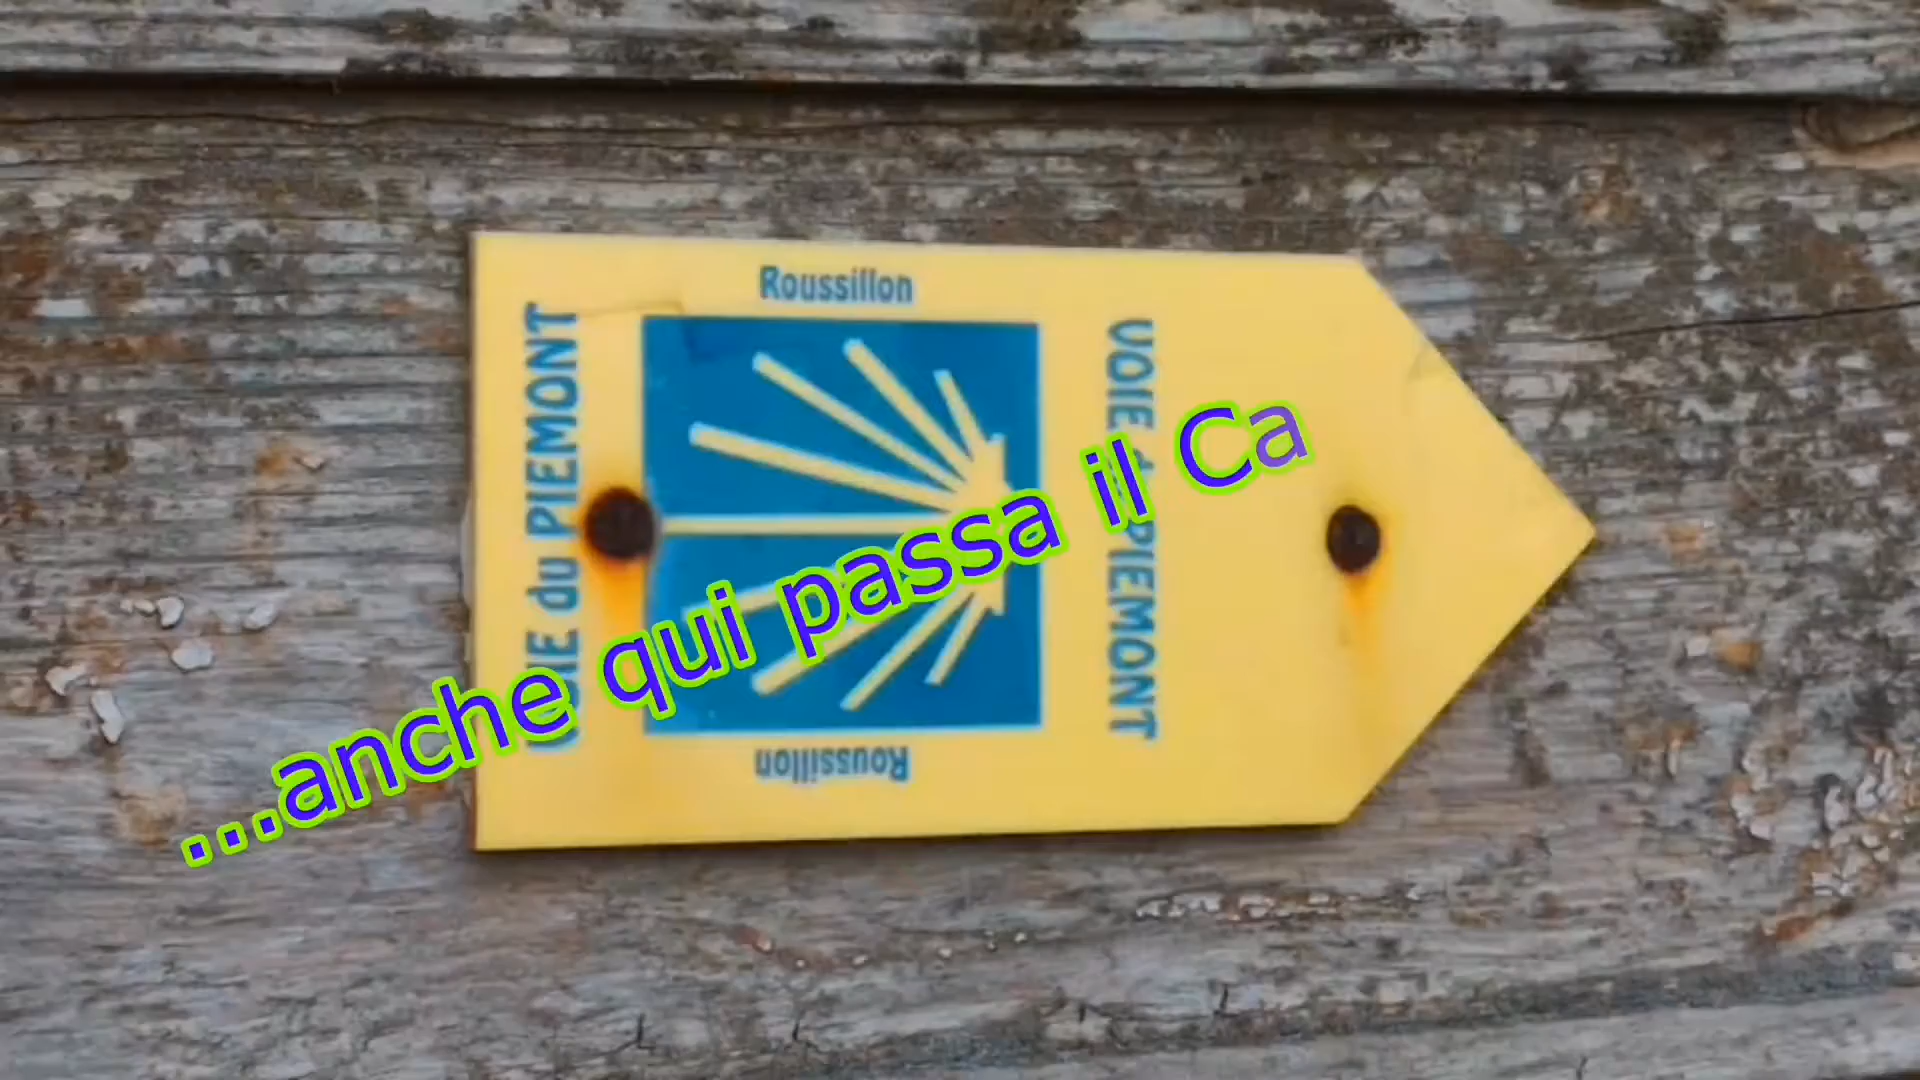 Roussillon
VOIE du PIEMONT
VOIE du PIEMONT
Roussillon
...anche qui passa il Ca